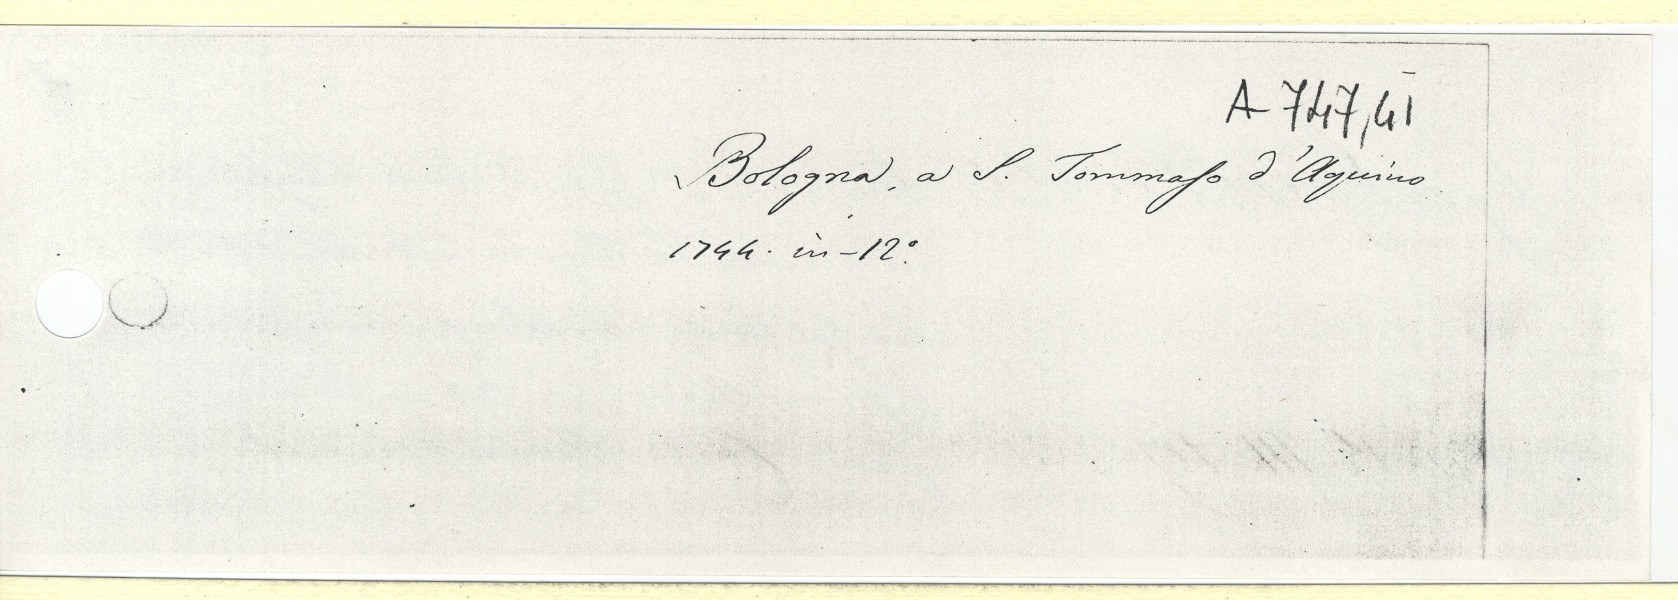 A 747,41
Bologna, a S. Tommaso d'Aquino
1744. in-12°.